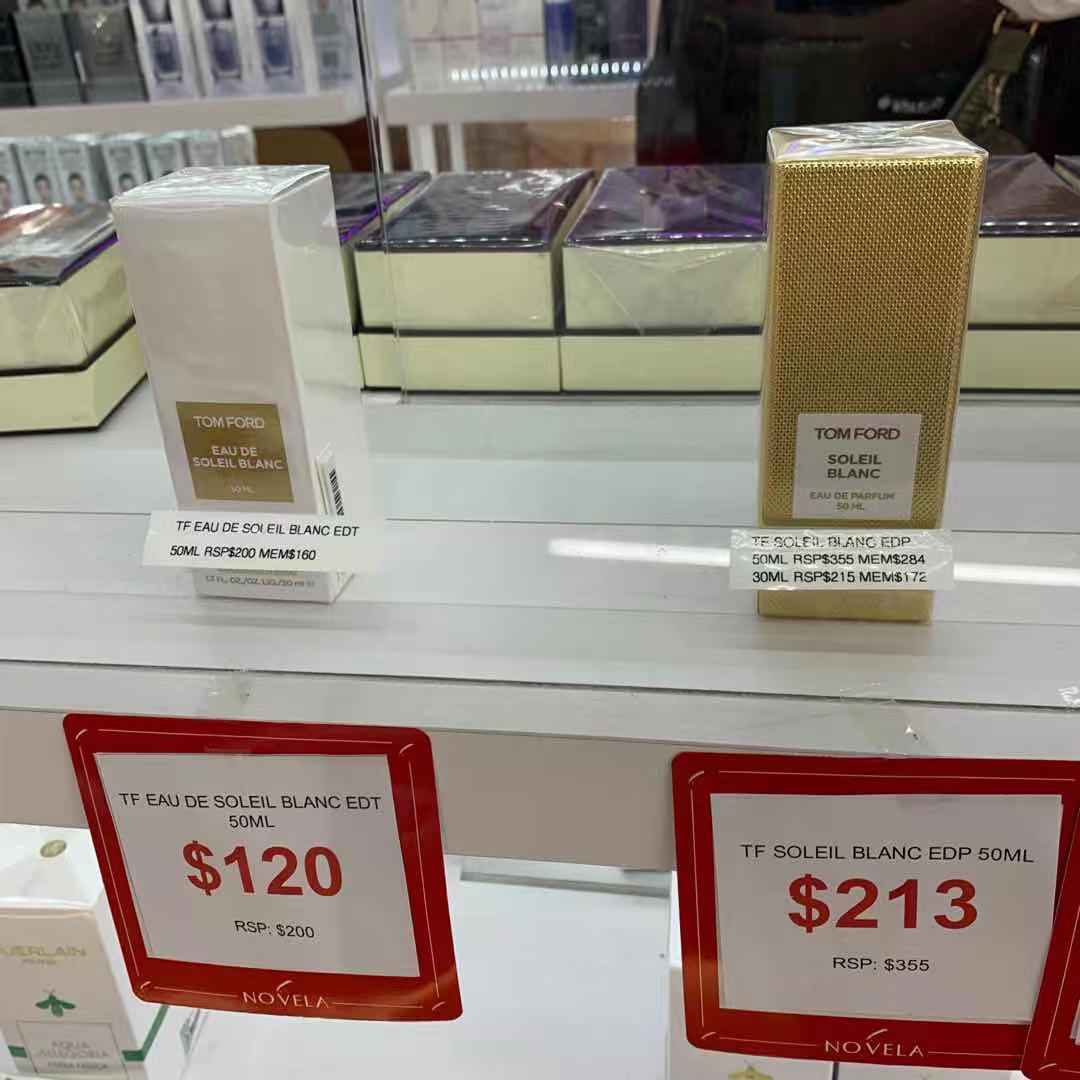 TOM FORD
EAU DE
SOLEIL BLANC
50 ML
TF EAU DE SOLEIL BLANC EDT
50ML RSP$200 MEM$160
TOM FORD
SOLEIL
BLANC
EAU DE PARFUM
50 ML
TF SOLEIL BLANC EDP
50ML RSP$355 MEM$284
30ML RSP$215 MEM$172
TF EAU DE SOLEIL BLANC EDT
50ML
$120
RSP: $200
NOVELA
TF SOLEIL BLANC EDP 50ML
$213
RSP: $355
NOVELA
AQUA
ALLEGORIA